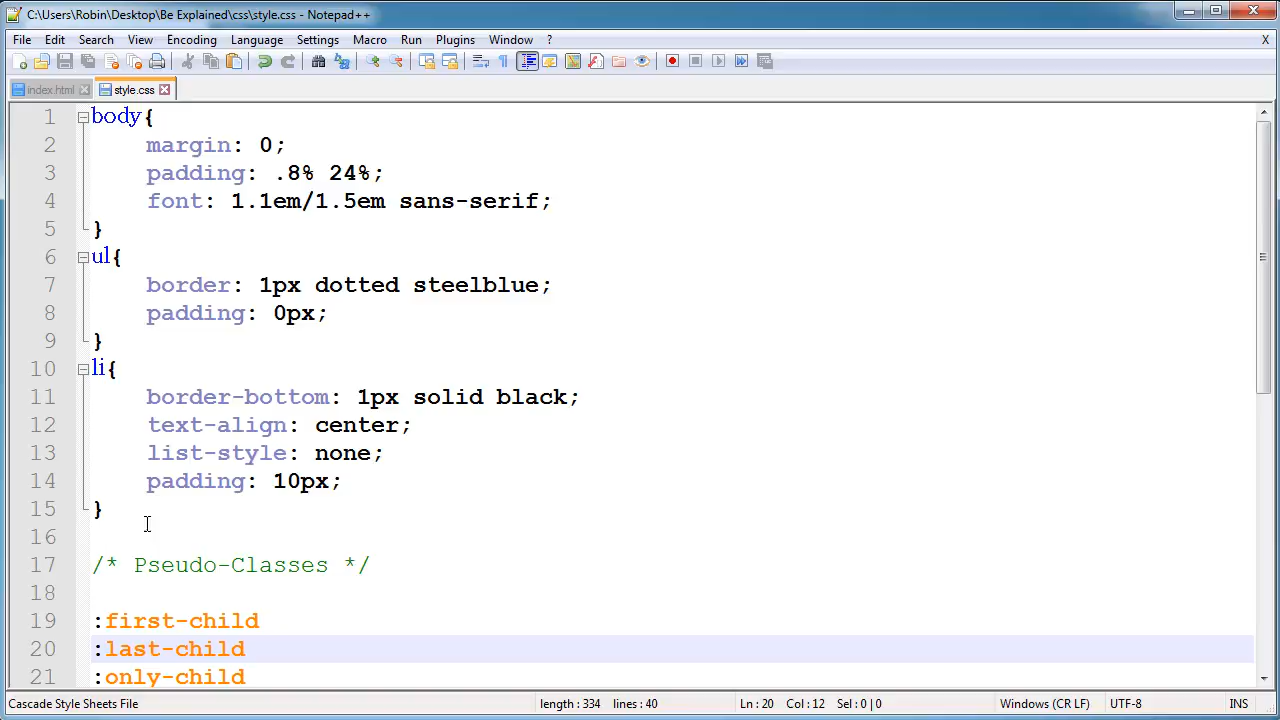 C:\Users\Robin\Desktop\Be Explained\css\style.css - Notepad++
File Edit Search View Encoding Language Settings Macro Run Plugins Window ? X
index.html style.css
1 body{
2 margin: 0;
3 padding: .8% 24%;
4 font: 1.1em/1.5em sans-serif;
5 }
6 ul{
7 border: 1px dotted steelblue;
8 padding: 0px;
9 }
10 li{
11 border-bottom: 1px solid black;
12 text-align: center;
13 list-style: none;
14 padding: 10px;
15 }
16
17 /* Pseudo-Classes */
18
19 :first-child
20 :last-child
21 :only-child
Cascade Style Sheets File length : 334 lines : 40 Ln : 20 Col : 12 Sel : 0 | 0 Windows (CR LF) UTF-8 INS